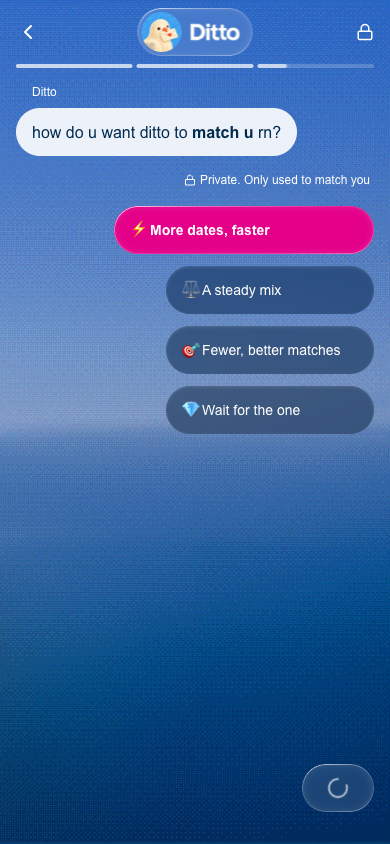 Ditto
Ditto
how do u want ditto to match u rn?
Private. Only used to match you
⚡ More dates, faster
⚖️ A steady mix
🎯 Fewer, better matches
💎 Wait for the one